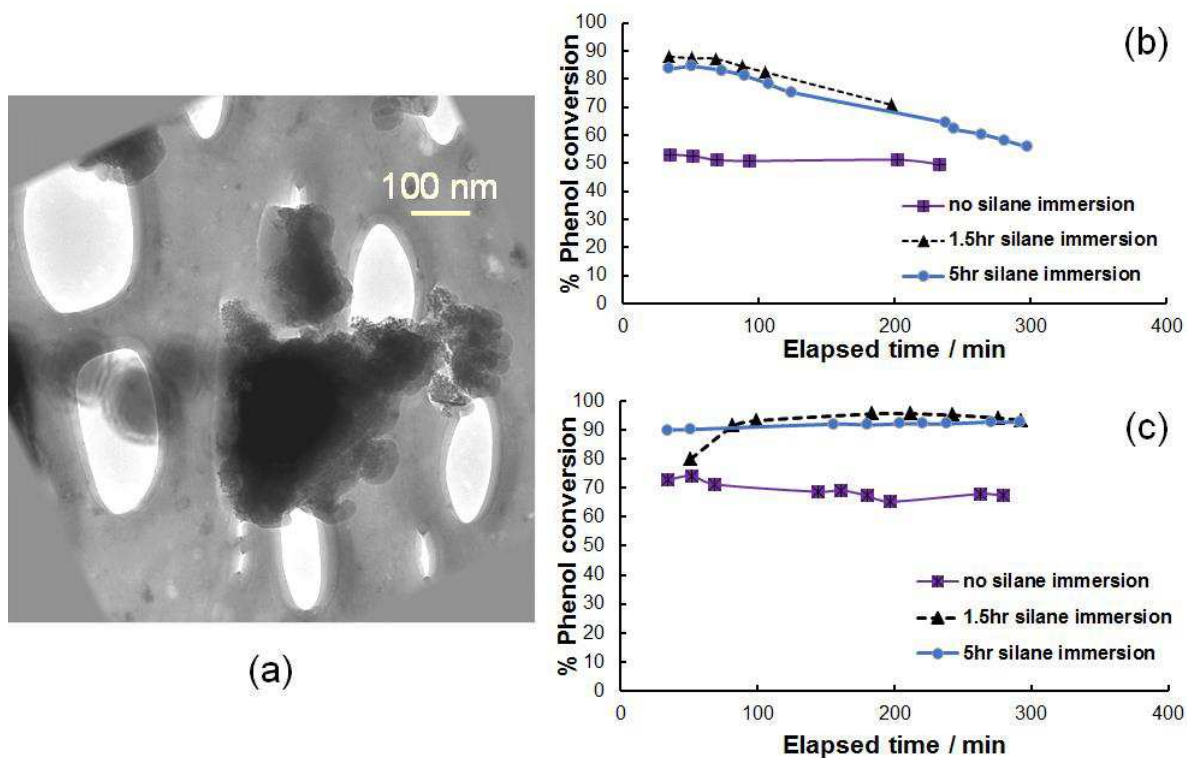 100 nm
(a)
(b)
% Phenol conversion
100
90
80
70
60
50
40
30
20
10
0
no silane immersion
1.5hr silane immersion
5hr silane immersion
0 100 200 300 400
Elapsed time / min
(c)
% Phenol conversion
100
90
80
70
60
50
40
30
20
10
0
no silane immersion
1.5hr silane immersion
5hr silane immersion
0 100 200 300 400
Elapsed time / min